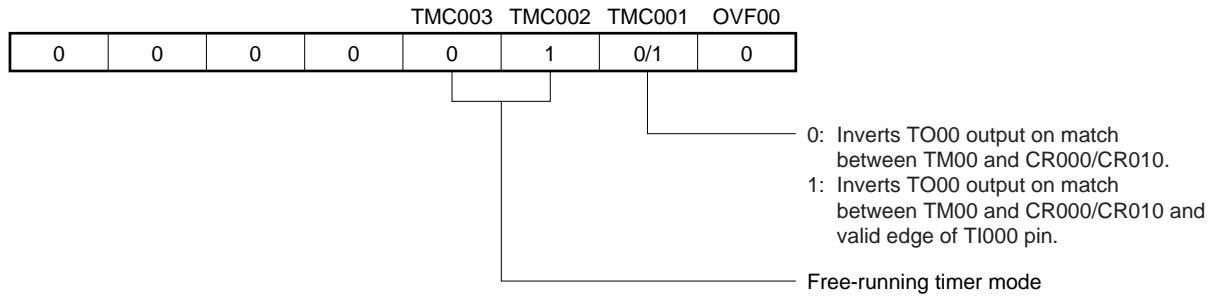 TMC003 TMC002 TMC001 OVF00
0 0 0 0 0 1 0/1 0
0: Inverts TO00 output on match
between TM00 and CR000/CR010.
1: Inverts TO00 output on match
between TM00 and CR000/CR010 and
valid edge of TI000 pin.
Free-running timer mode